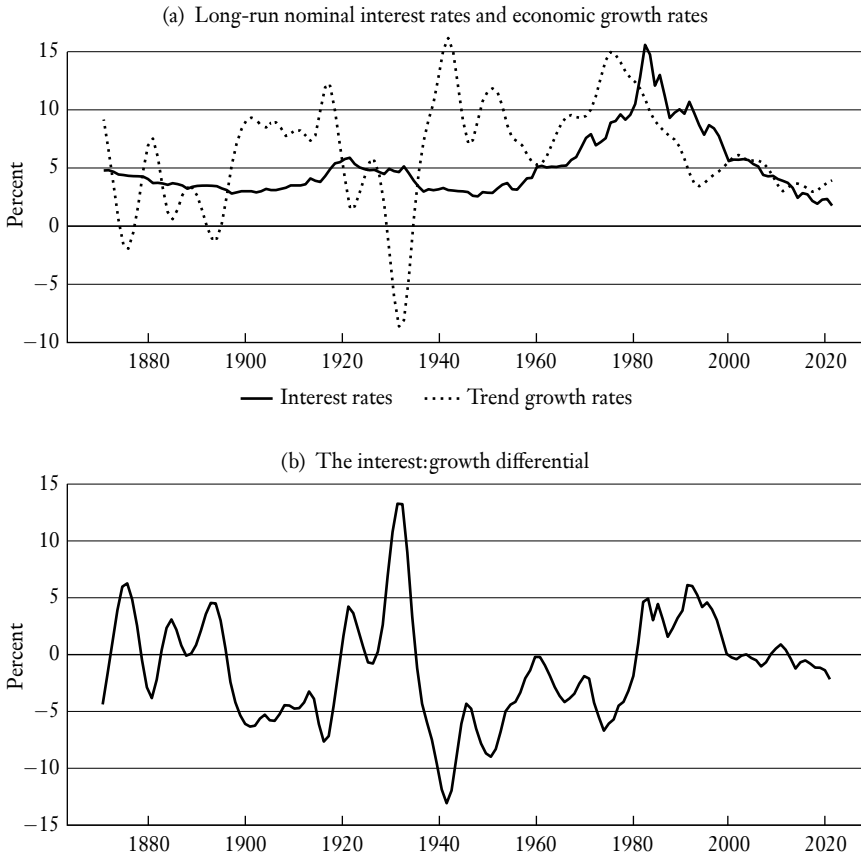 (a) Long-run nominal interest rates and economic growth rates
Percent
15
10
5
0
−5
−10
1880 1900 1920 1940 1960 1980 2000 2020
Interest rates Trend growth rates
(b) The interest:growth differential
Percent
15
10
5
0
−5
−10
−15
1880 1900 1920 1940 1960 1980 2000 2020